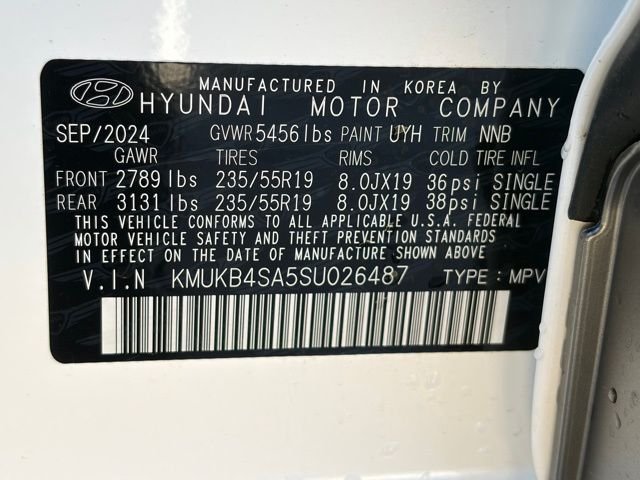 MANUFACTURED IN KOREA BY
HYUNDAI MOTOR COMPANY
SEP/2024 GVWR 5456 lbs PAINT UYH TRIM NNB
GAWR TIRES RIMS COLD TIRE INFL
FRONT 2789 lbs 235/55R19 8.0JX19 36psi SINGLE
REAR 3131 lbs 235/55R19 8.0JX19 38psi SINGLE
THIS VEHICLE CONFORMS TO ALL APPLICABLE U.S.A. FEDERAL
MOTOR VEHICLE SAFETY AND THEFT PREVENTION STANDARDS
IN EFFECT ON THE DATE OF MANUFACTURE SHOWN ABOVE
V.I.N KMUKB4SA5SU026487 TYPE : MPV